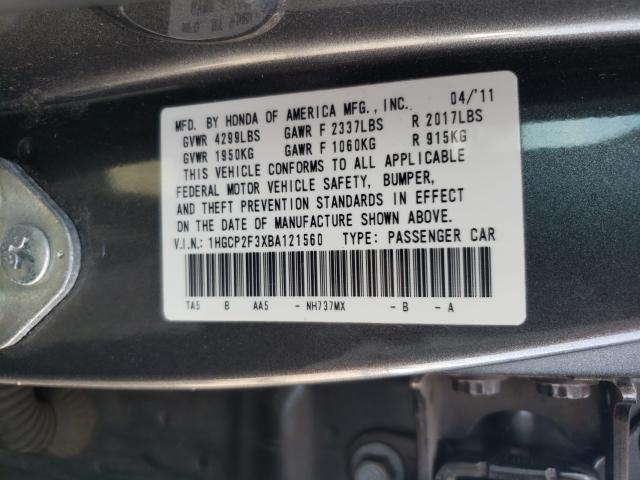 MFD. BY HONDA OF AMERICA MFG., INC. 04/'11
GVWR 4299LBS GAWR F 2337LBS R 2017LBS
GVWR 1950KG GAWR F 1060KG R 915KG
THIS VEHICLE CONFORMS TO ALL APPLICABLE
FEDERAL MOTOR VEHICLE SAFETY, BUMPER,
AND THEFT PREVENTION STANDARDS IN EFFECT
ON THE DATE OF MANUFACTURE SHOWN ABOVE.
V.I.N.: 1HGCP2F3XBA121560 TYPE: PASSENGER CAR
TA5 B AA5 - NH737MX - B - A